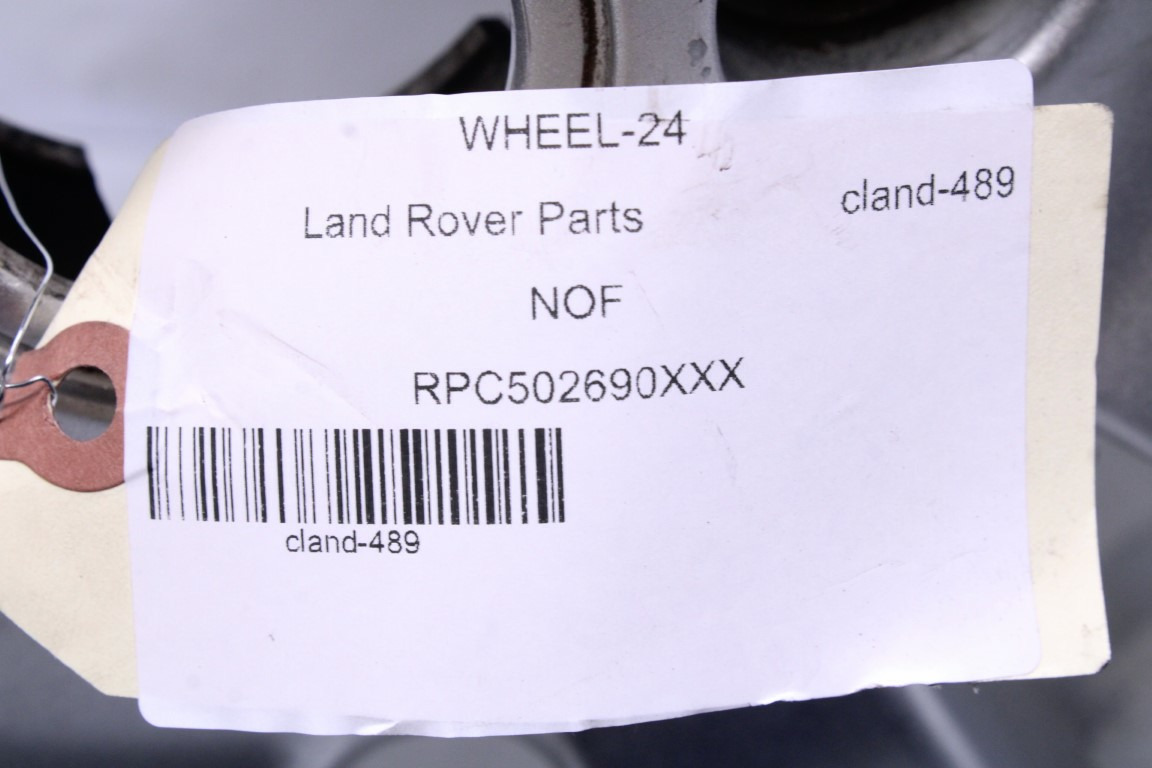 WHEEL-24
cland-489
Land Rover Parts
NOF
RPC502690XXX
cland-489